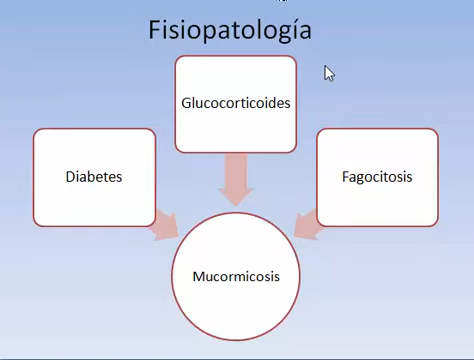 Fisiopatología
Glucocorticoides
Diabetes
Fagocitosis
Mucormicosis